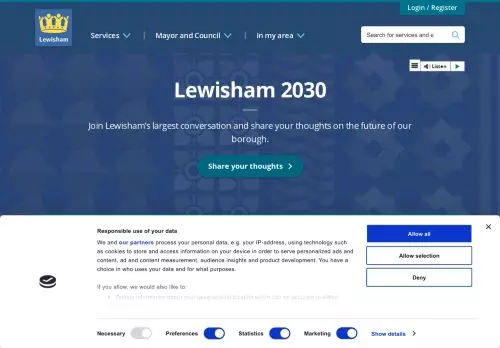 Login / Register
Lewisham
Services
Mayor and Council
In my area
Search for services and e
Listen
Lewisham 2030
Join Lewisham's largest conversation and share your thoughts on the future of our
borough.
Share your thoughts
Responsible use of your data
We and our partners process your personal data, e.g. your IP-address, using technology
such as cookies to store and access information on your device in order to serve personalized ads and
content, ad and content measurement, audience insights and product development. You have a
choice in who uses your data and for what purposes.
If you allow, we would also like to:
Allow all
Allow selection
Deny
Necessary
Preferences
Statistics
Marketing
Show details